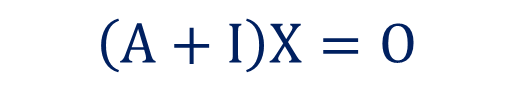 (A + I)X = O